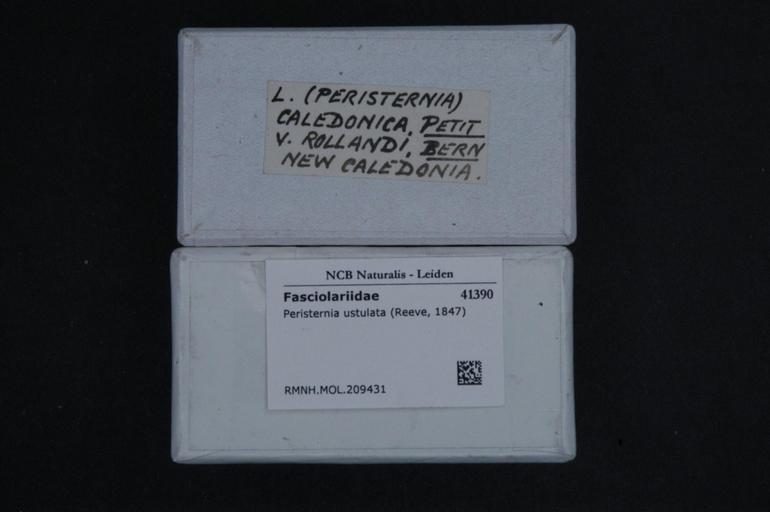 L. (PERISTERNIA)
CALEDONICA, PETIT
V. ROLLANDI, BERN
NEW CALEDONIA.
NCB Naturalis - Leiden
Fasciolariidae 41390
Peristernia ustulata (Reeve, 1847)
RMNH.MOL.209431